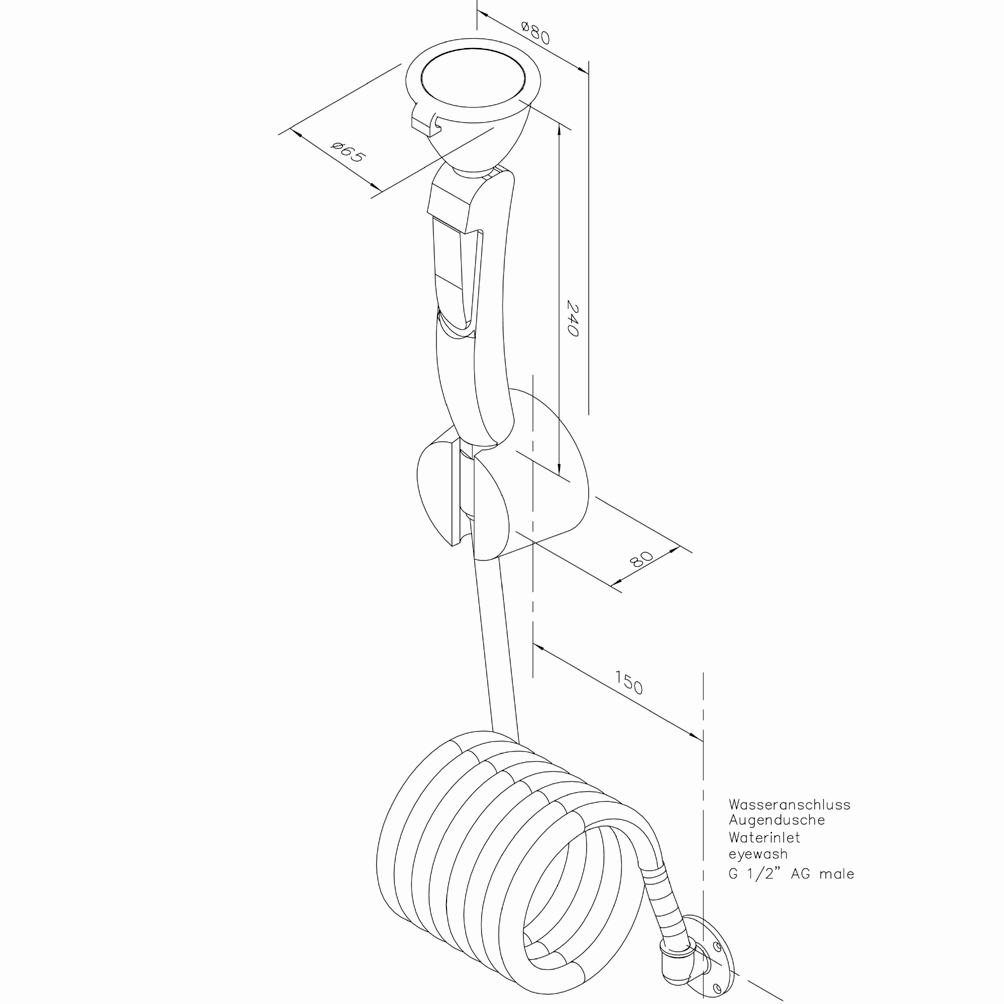 ø80
ø65
240
80
150
Wasseranschluss
Augendusche
Waterinlet
eyewash
G 1/2” AG male